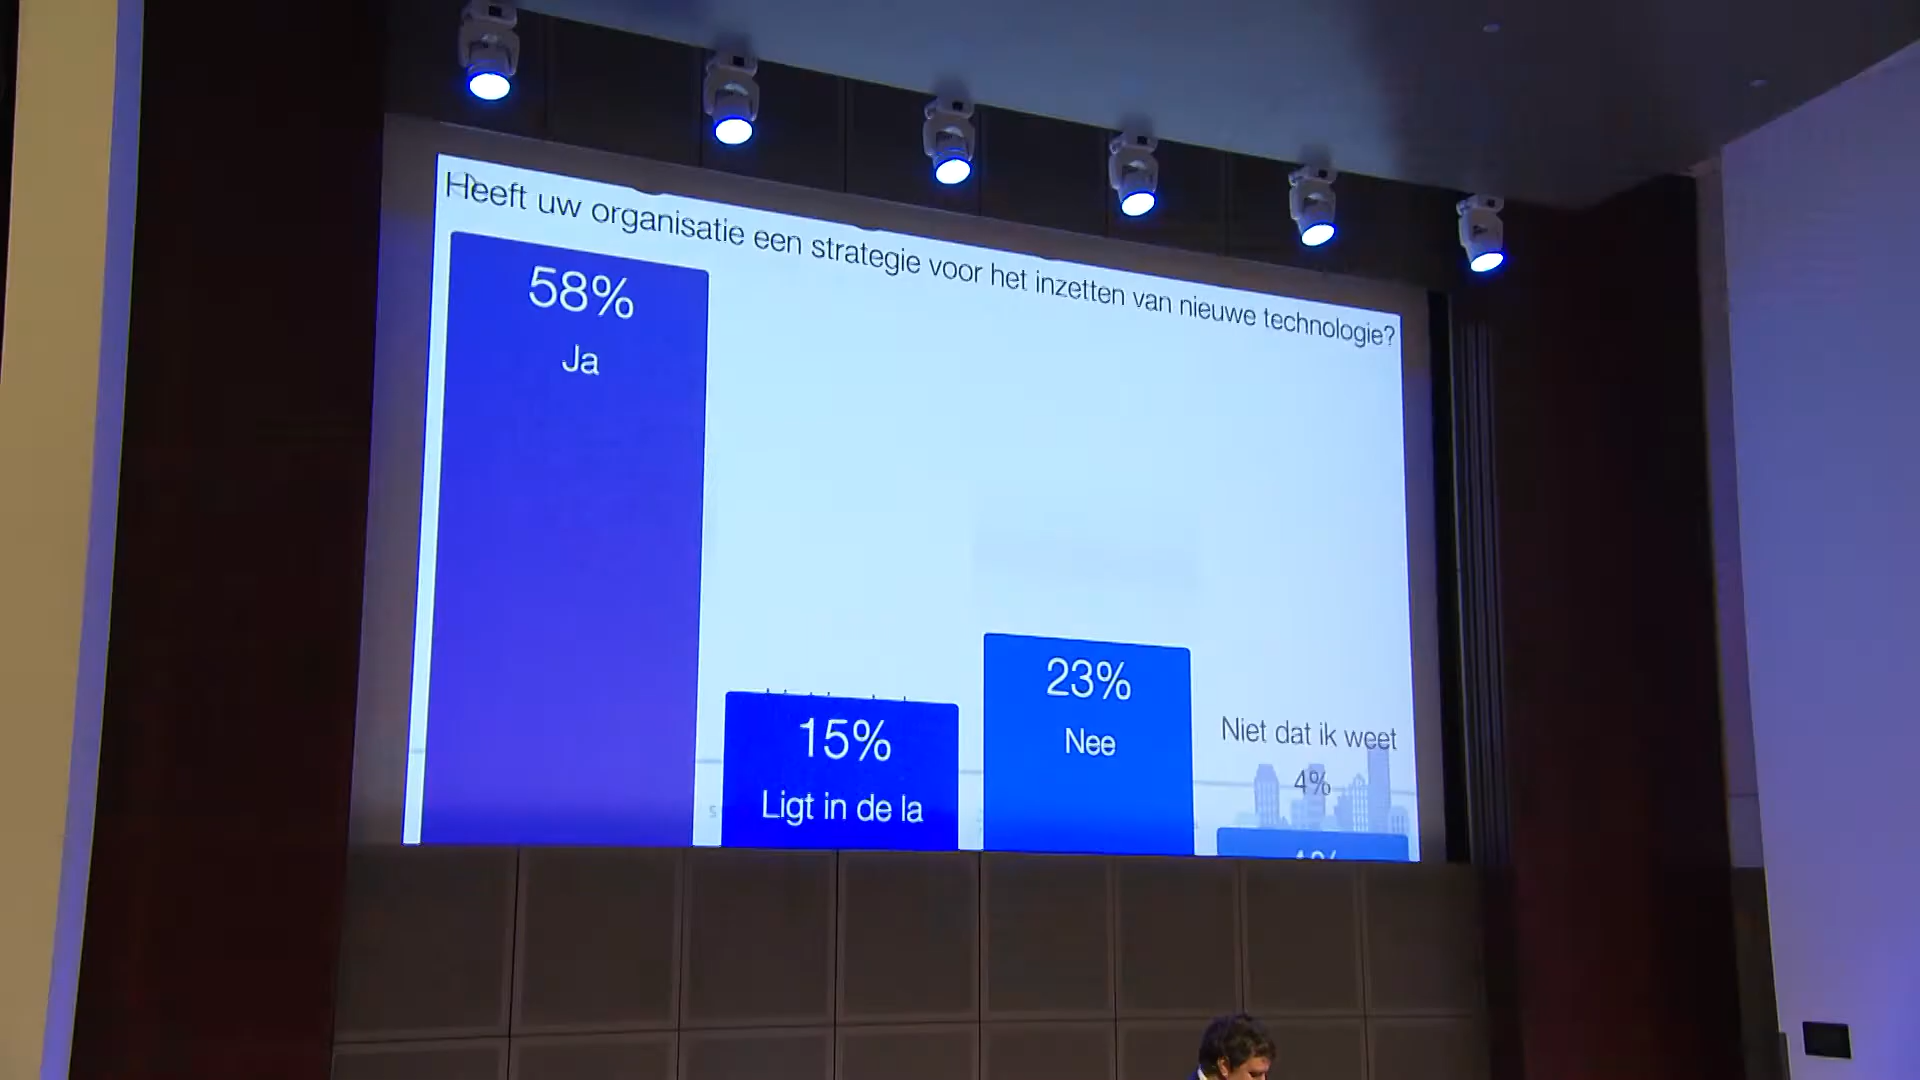 Heeft uw organisatie een strategie voor het inzetten van nieuwe technologie?
58%
Ja
15%
Ligt in de la
23%
Nee
Niet dat ik weet
4%